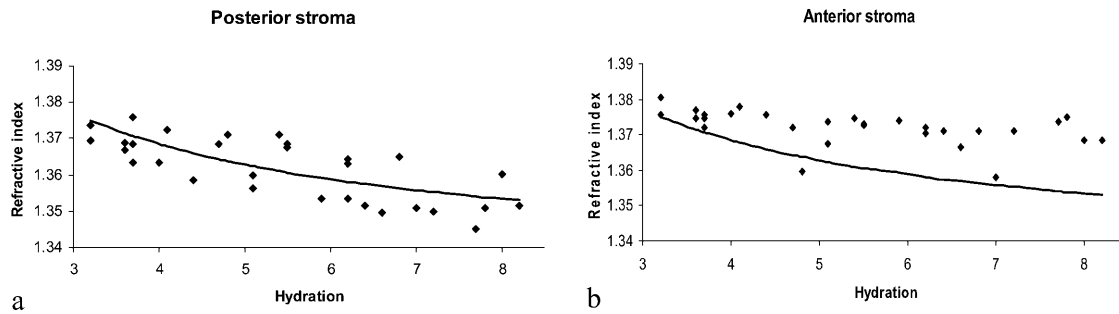 Posterior stroma
1.39
1.38
1.37
1.36
1.35
1.34
Refractive index
3 4 5 6 7 8
Hydration
a
Anterior stroma
1.39
1.38
1.37
1.36
1.35
1.34
Refractive index
3 4 5 6 7 8
Hydration
b